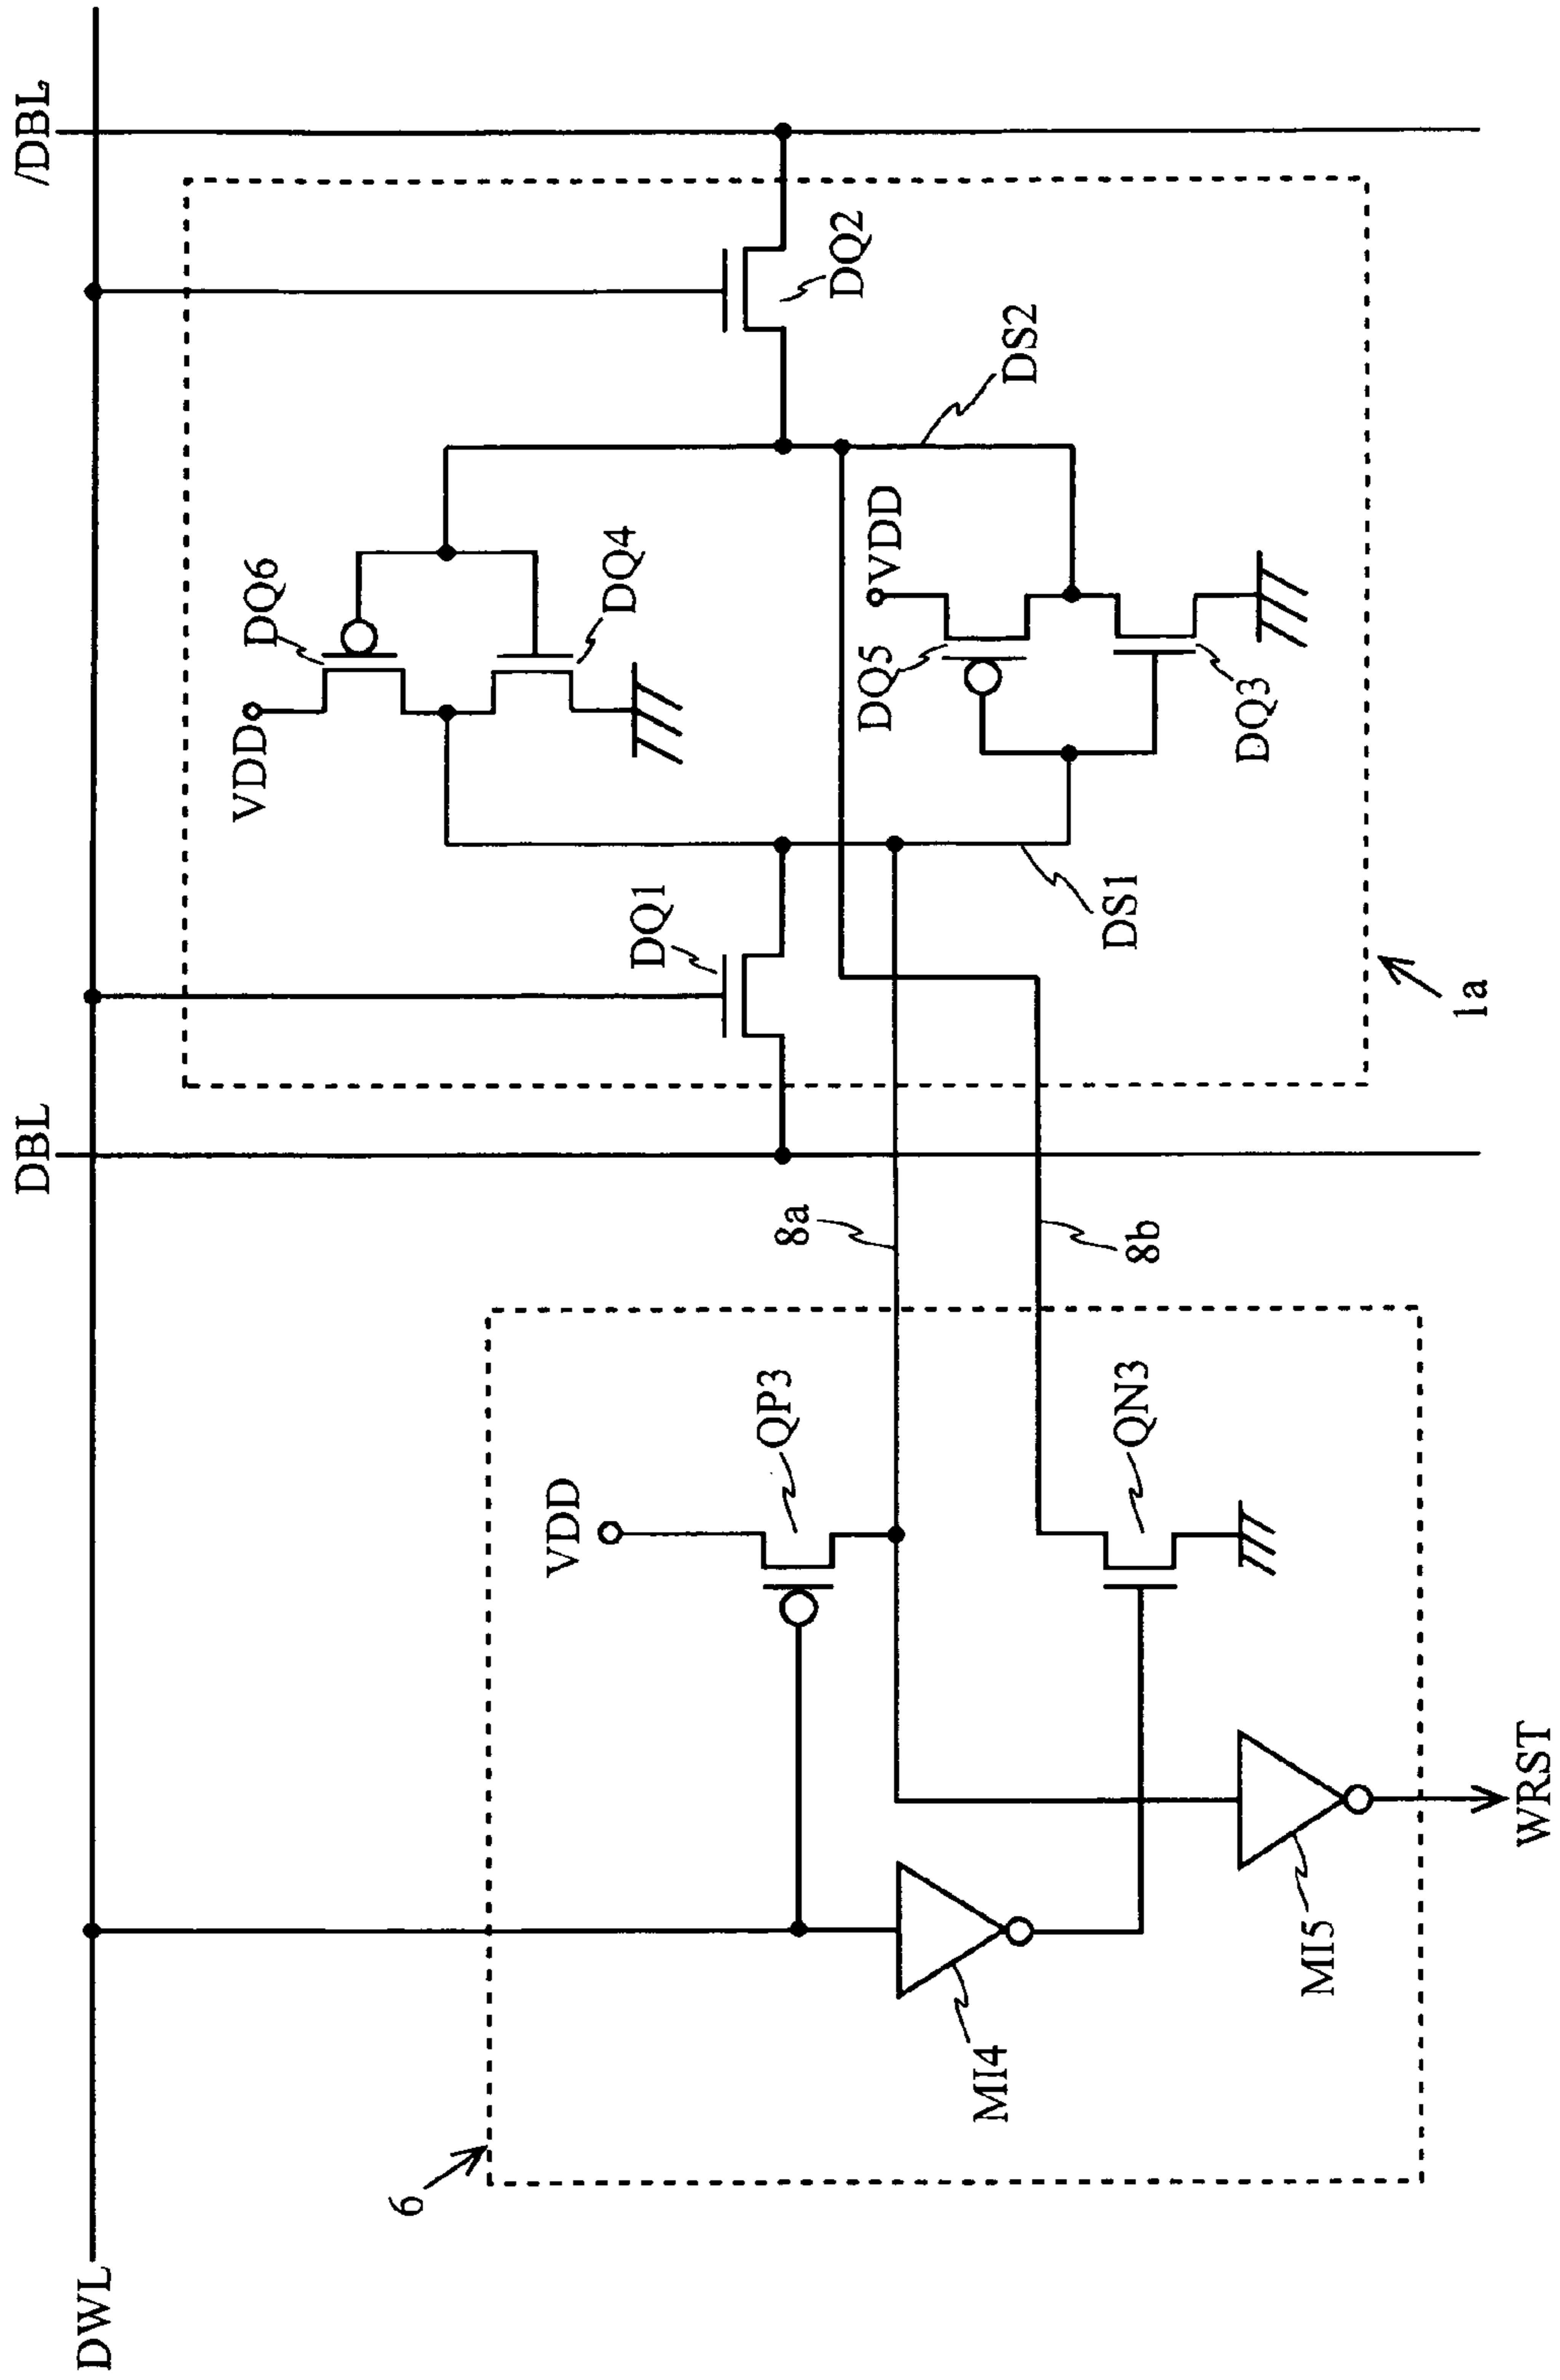 /DBL
DQ2
DS2
DQ6
DQ4
VDD
VDD
DQ5
DQ3
DQ1
DS1
1a
DBL
8a
8b
QP3
VDD
QN3
WRST
MI5
MI4
6
DWL